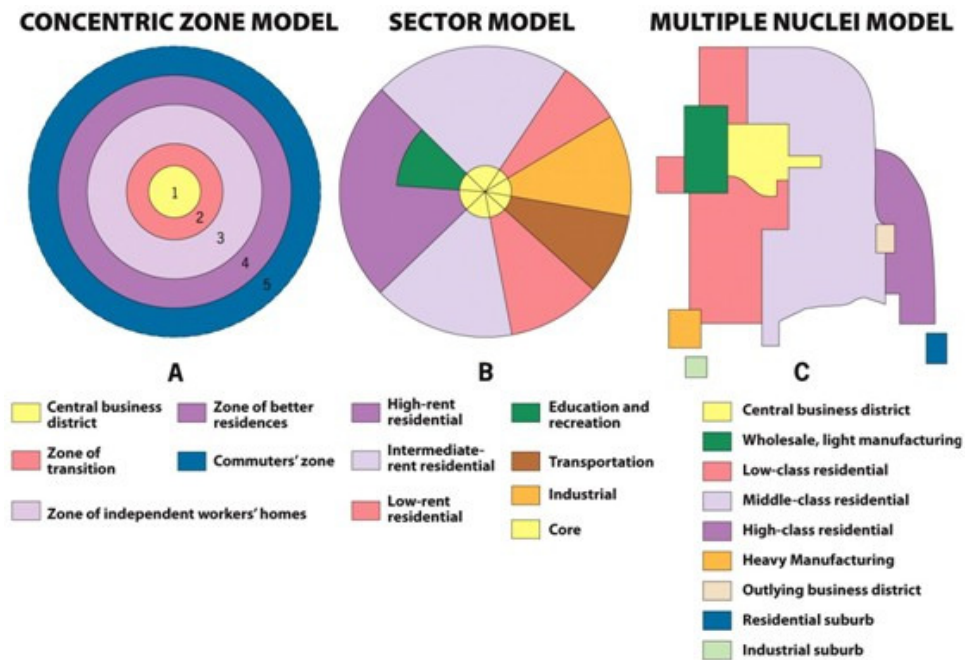 CONCENTRIC ZONE MODEL
1
2
3
4
5
A
Central business
district
Zone of
transition
Zone of independent workers' homes
Zone of better
residences
Commuters' zone
SECTOR MODEL
B
High-rent
residential
Intermediate-
rent residential
Low-rent
residential
Education and
recreation
Transportation
Industrial
Core
MULTIPLE NUCLEI MODEL
C
Central business district
Wholesale, light manufacturing
Low-class residential
Middle-class residential
High-class residential
Heavy Manufacturing
Outlying business district
Residential suburb
Industrial suburb